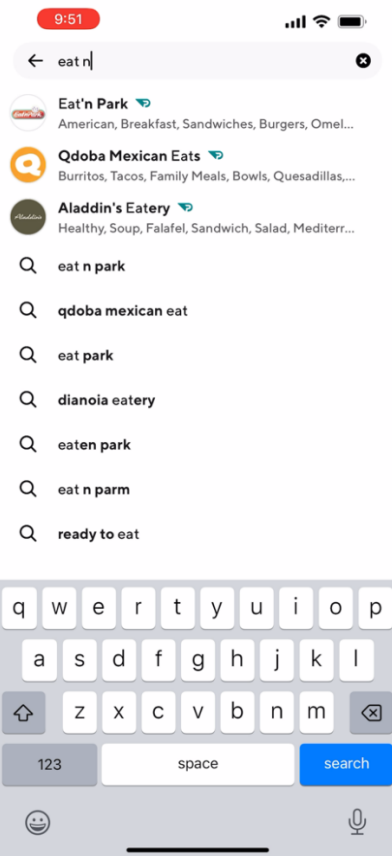 9:51
eat n
Eat'n Park
American, Breakfast, Sandwiches, Burgers, Omel...
Qdoba Mexican Eats
Burritos, Tacos, Family Meals, Bowls, Quesadillas,...
Aladdin's Eatery
Healthy, Soup, Falafel, Sandwich, Salad, Mediterr...
eat n park
qdoba mexican eat
eat park
dianoia eatery
eaten park
eat n parm
ready to eat
q w e r t y u i o p
a s d f g h j k l
z x c v b n m
123 space search